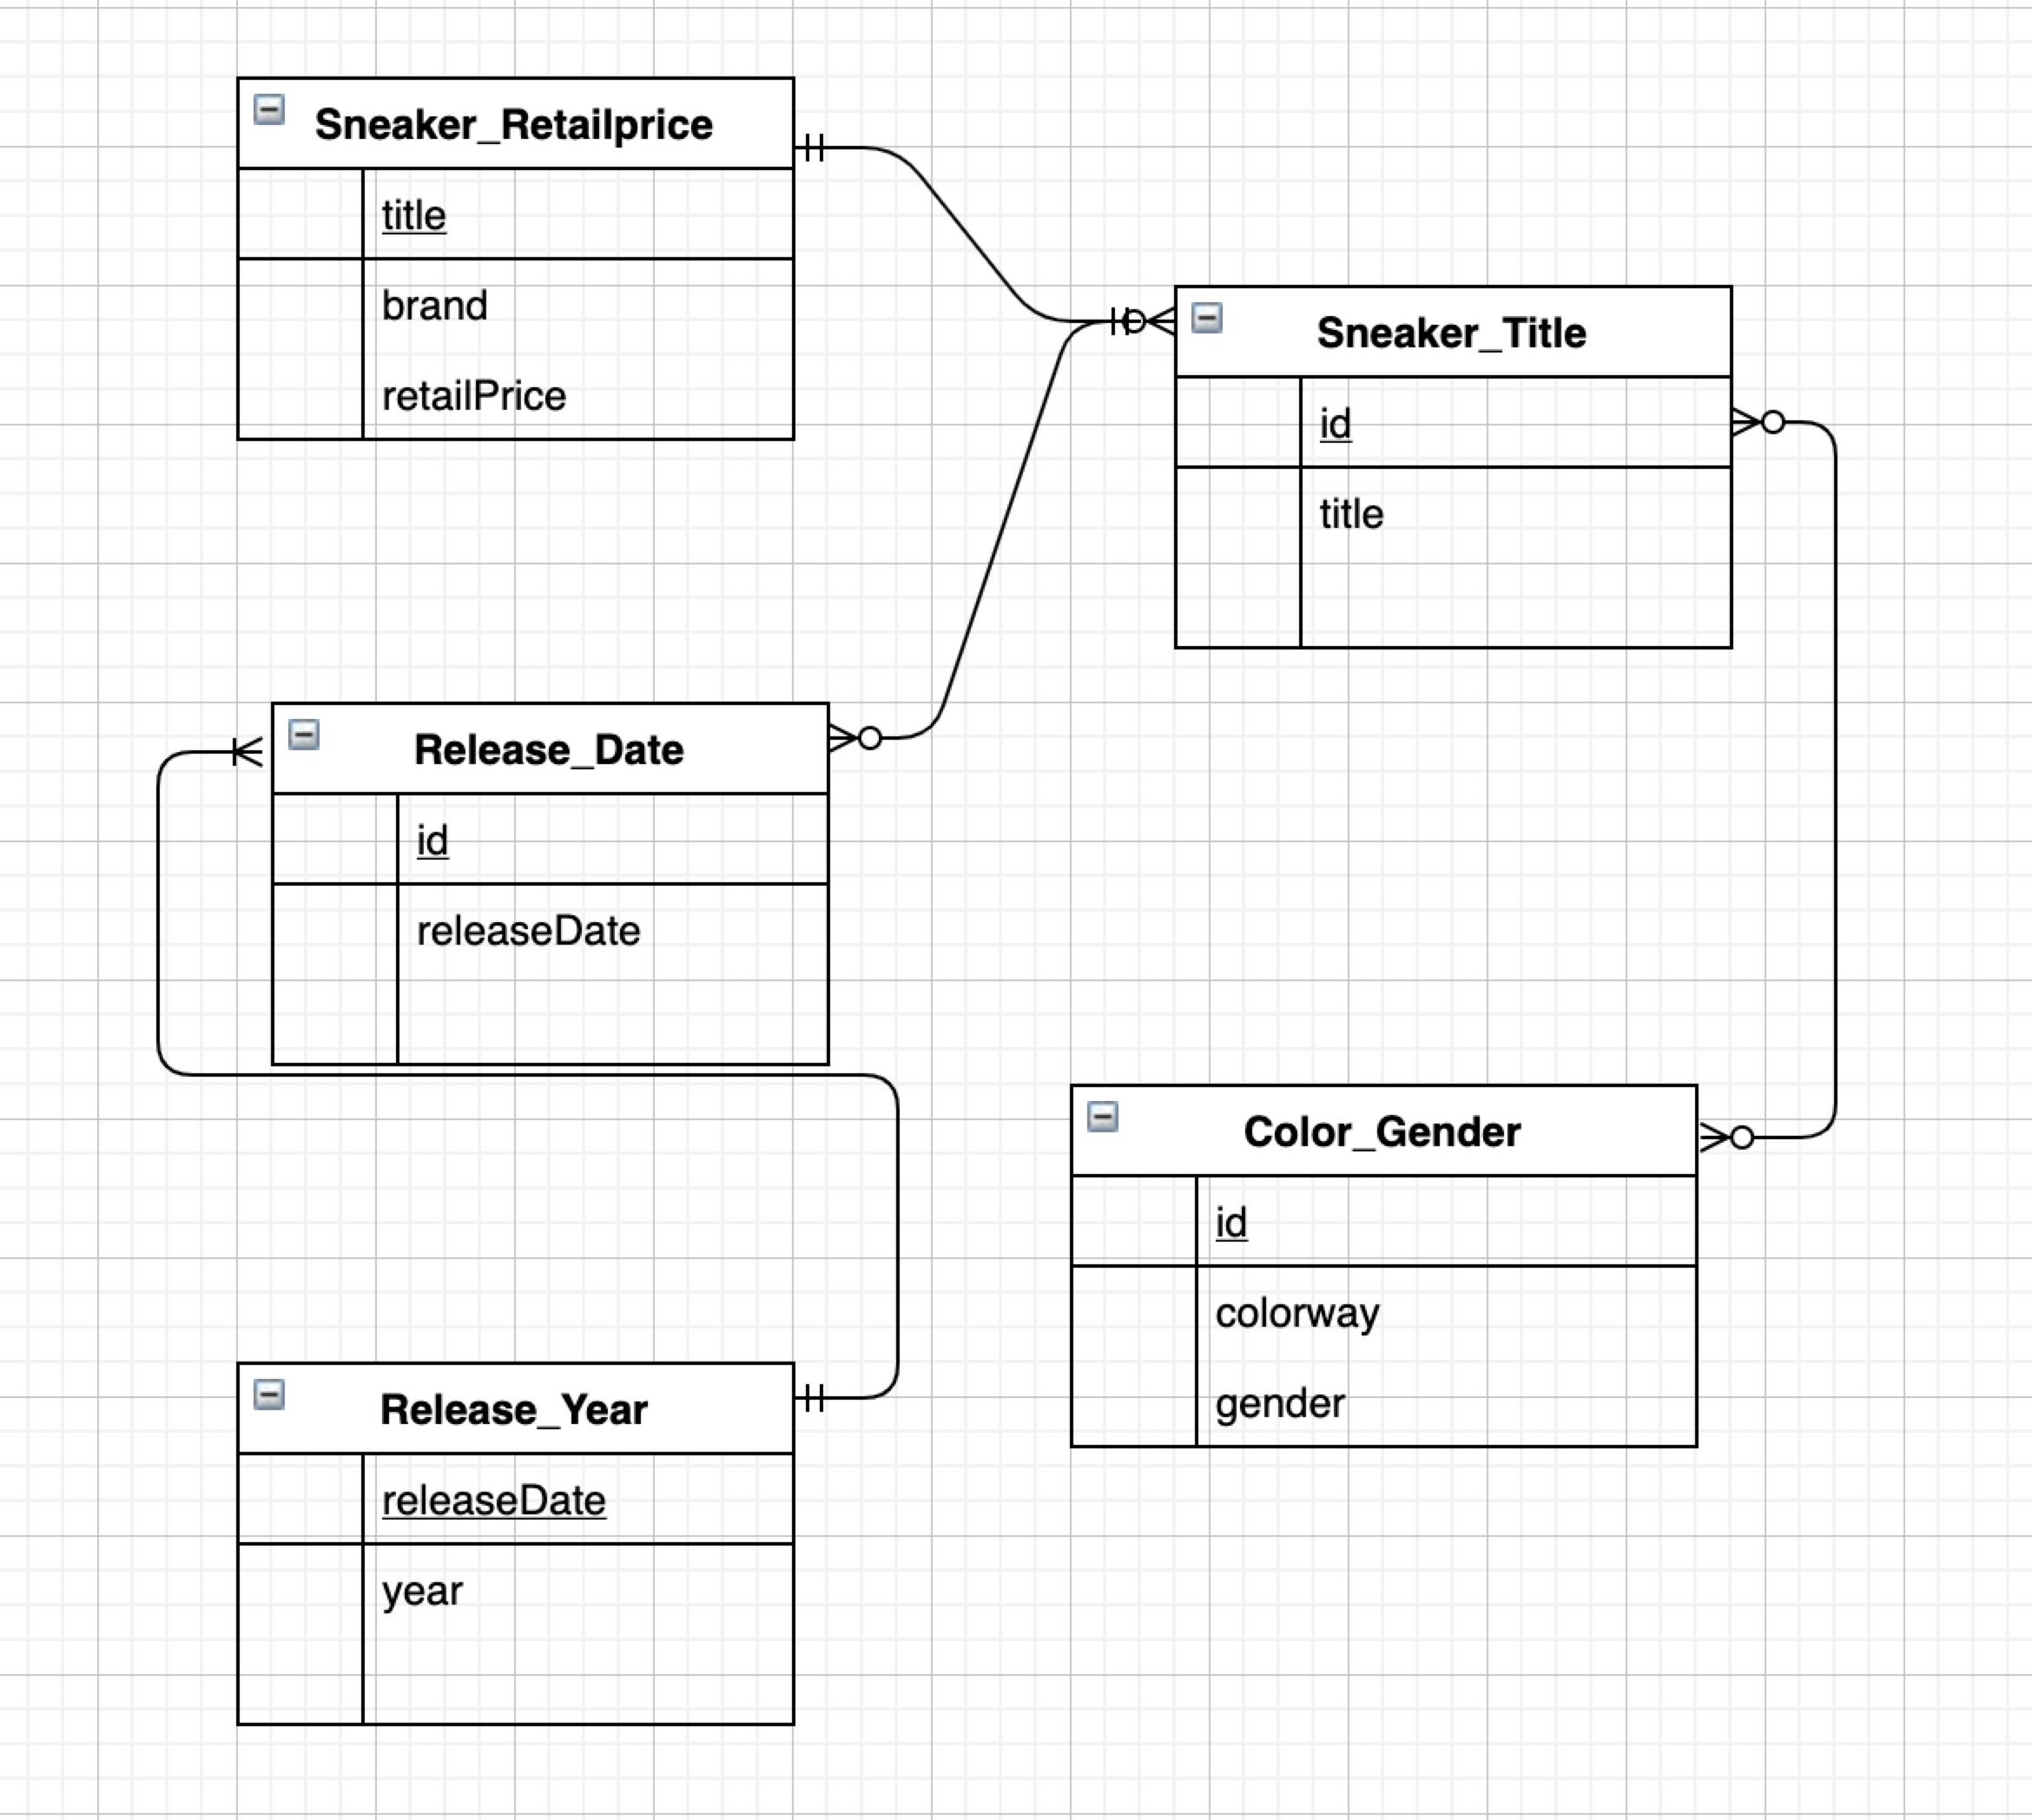 Sneaker_Retailprice
title
brand
retailPrice
Sneaker_Title
id
title
Release_Date
id
releaseDate
Color_Gender
id
colorway
gender
Release_Year
releaseDate
year